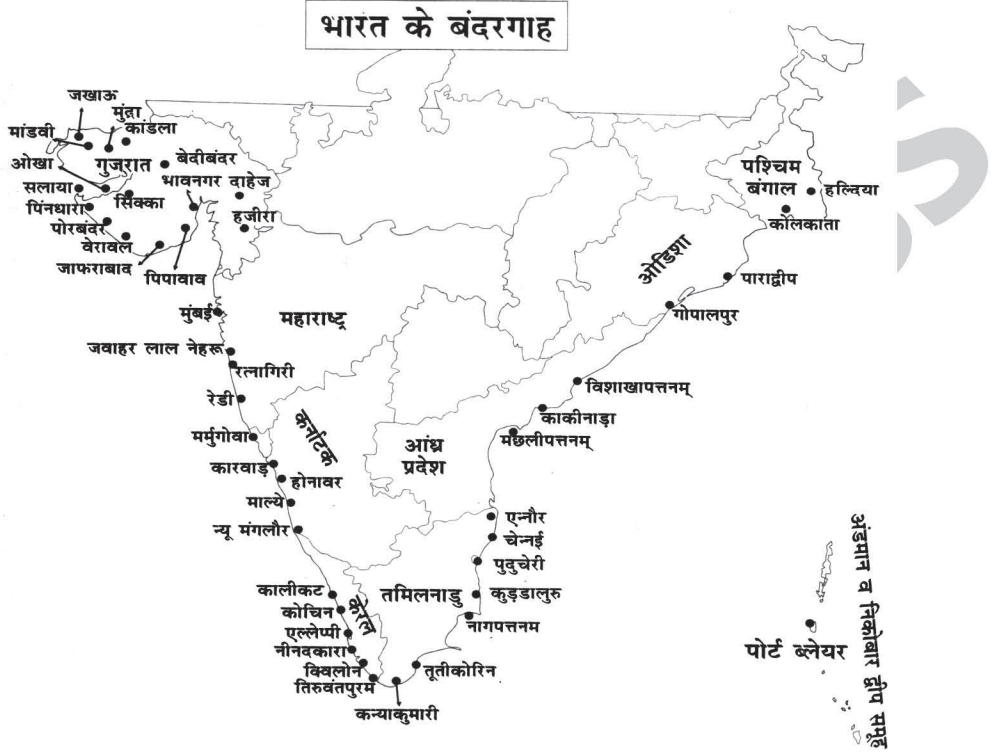 भारत के बंदरगाह
जखाऊ
मुंद्रा
मांडवी
कांडला
ओखा
गुजरात
बेदीबंदर
सलाया
सिक्का
भावनगर
दाहेज
पिंनधारा
पोरबंदर
हजीरा
वेरावल
जाफराबाद
पिपावाव
पश्चिम
बंगाल
हल्दिया
कोलकाता
ओडिशा
पाराद्वीप
गोपालपुर
मुंबई
महाराष्ट्र
जवाहर लाल नेहरू
रत्नागिरी
रेडी
विशाखापत्तनम्
काकीनाड़ा
मछलीपत्तनम्
मर्मुगोवा
कर्नाटक
आंध्र
प्रदेश
कारवाड़
होनावर
माल्ये
न्यू मंगलौर
एन्नौर
चेन्नई
पुदुचेरी
कालीकट
तमिलनाडु
कुड़डालुरु
कोचिन
केरल
नागपत्तनम
एल्लेप्पी
नीनदकारा
क्विलोन
तूतीकोरिन
तिरुवंतपुरम
कन्याकुमारी
पोर्ट ब्लेयर
अंडमान व निकोबार द्वीप समूह